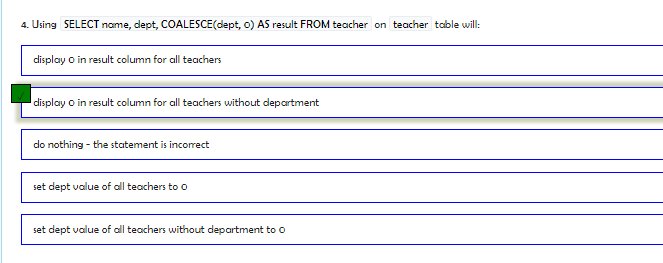 4. Using SELECT name, dept, COALESCE(dept, 0) AS result FROM teacher on teacher table will:
display 0 in result column for all teachers
display 0 in result column for all teachers without department
do nothing - the statement is incorrect
set dept value of all teachers to 0
set dept value of all teachers without department to 0